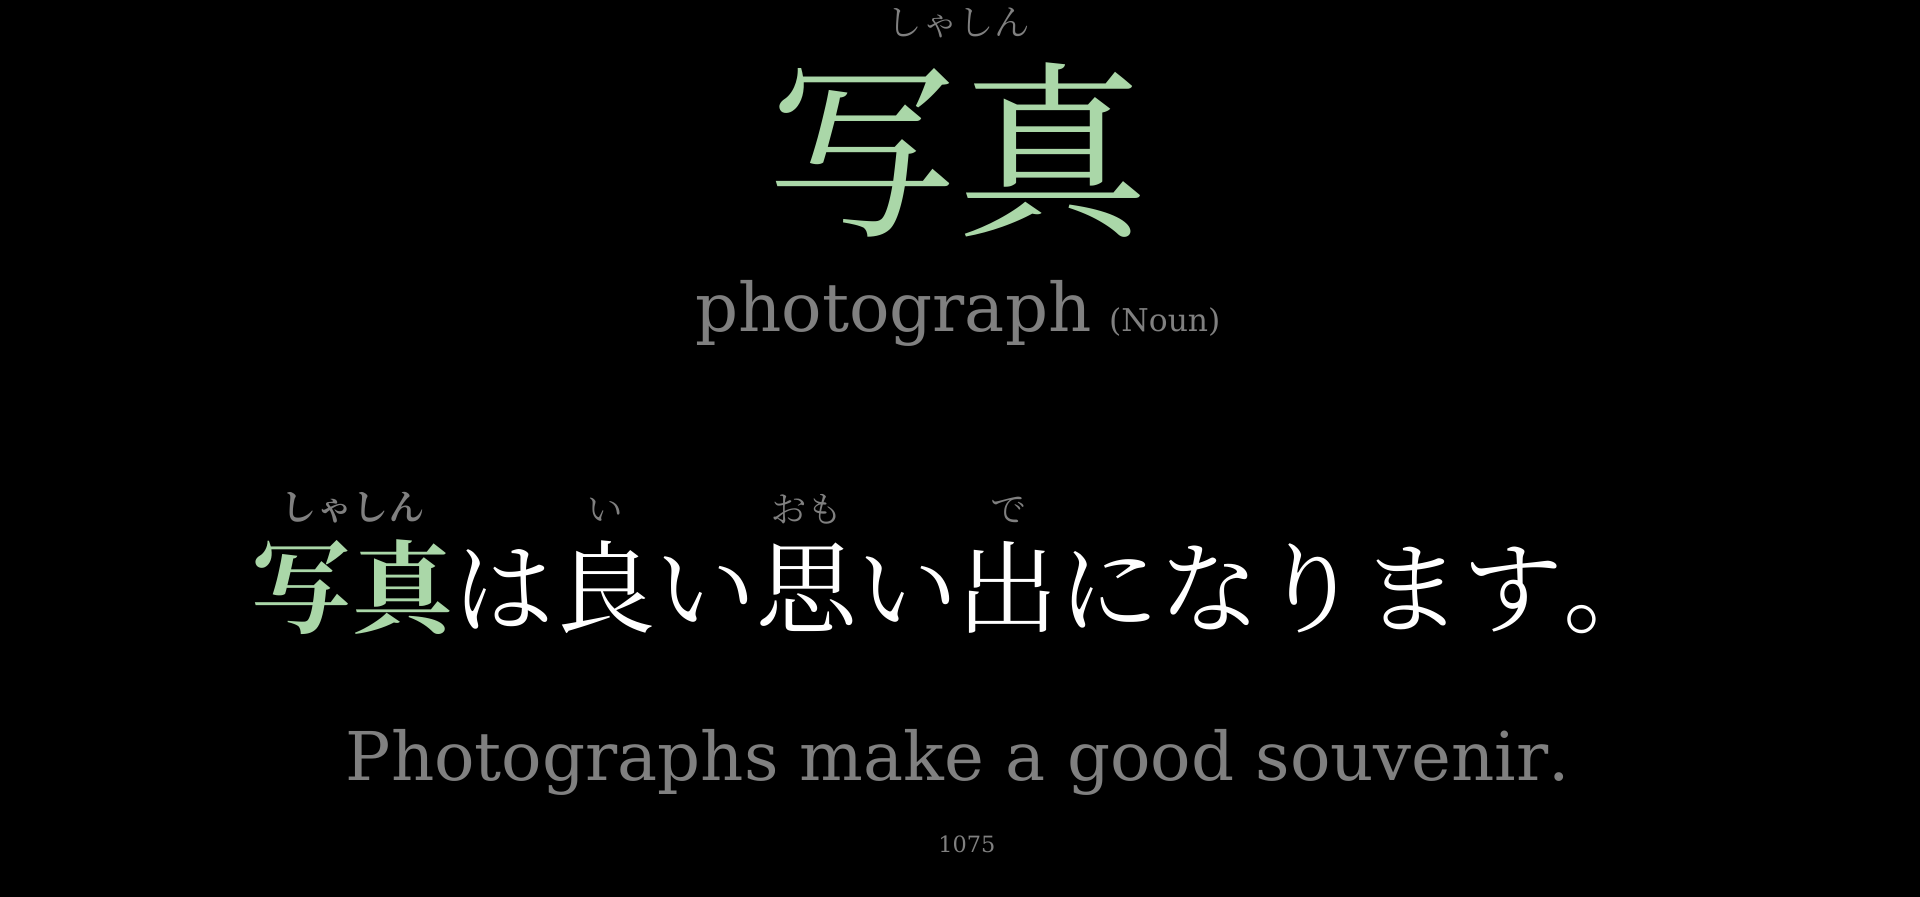 しゃしん
写真
photograph (Noun)
しゃしん い おも で
写真は良い思い出になります。
Photographs make a good souvenir.
1075